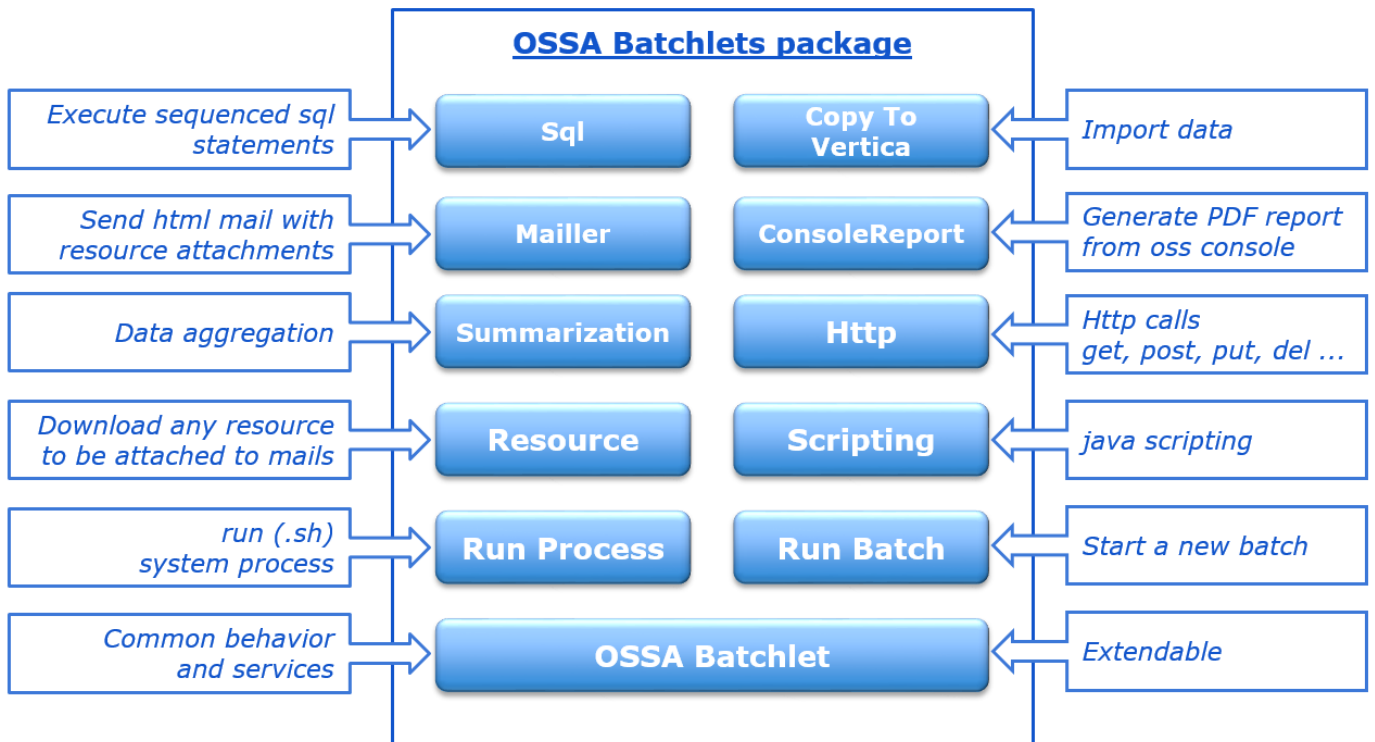 OSSA Batchlets package
Execute sequenced sql
statements
Sql
Copy To
Vertica
Import data
Send html mail with
resource attachments
Mailler
ConsoleReport
Generate PDF report
from oss console
Data aggregation
Summarization
Http
Http calls
get, post, put, del ...
Download any resource
to be attached to mails
Resource
Scripting
java scripting
run (.sh)
system process
Run Process
Run Batch
Start a new batch
Common behavior
and services
OSSA Batchlet
Extendable